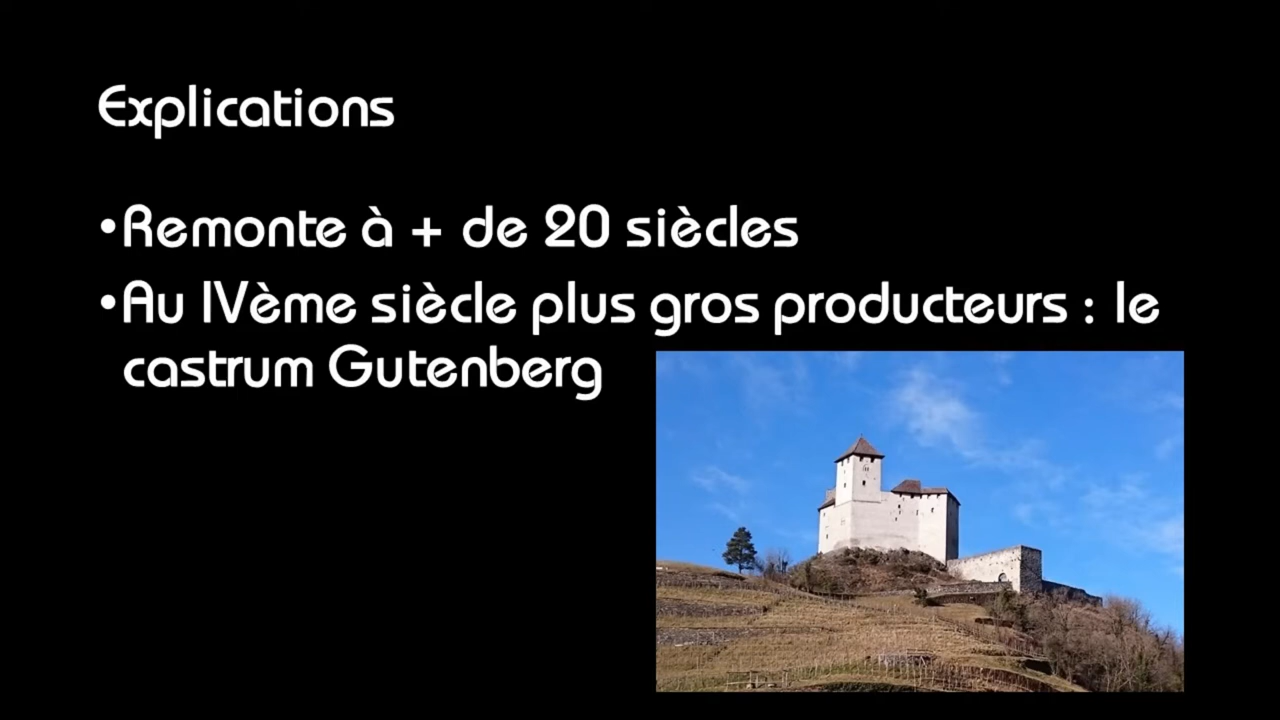 Explications
•Remonte à + de 20 siècles
•Au IVème siècle plus gros producteurs : le
castrum Gutenberg